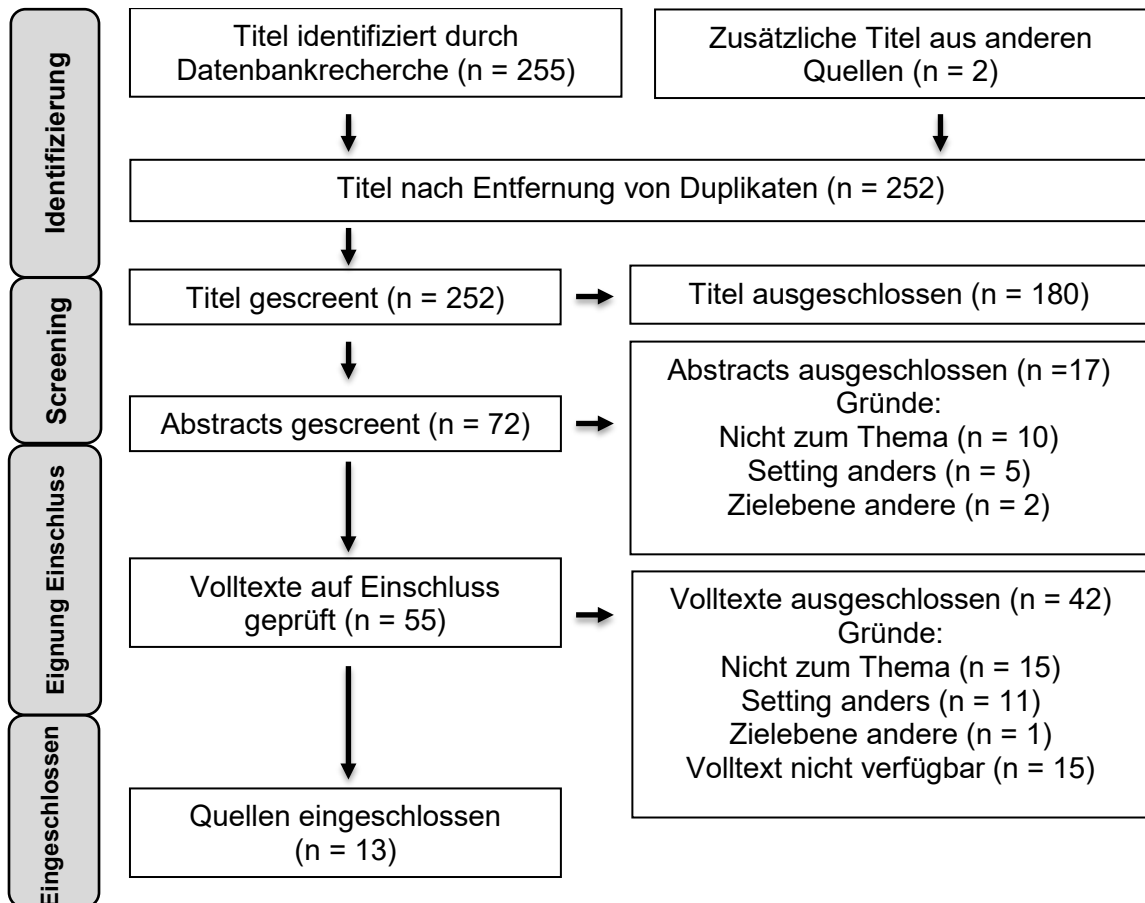 Identifizierung
Titel identifiziert durch
Datenbankrecherche (n = 255)
Zusätzliche Titel aus anderen
Quellen (n = 2)
Titel nach Entfernung von Duplikaten (n = 252)
Screening
Titel gescreent (n = 252)
Titel ausgeschlossen (n = 180)
Abstracts gescreent (n = 72)
Abstracts ausgeschlossen (n =17)
Gründe:
Nicht zum Thema (n = 10)
Setting anders (n = 5)
Zielebene andere (n = 2)
Eignung Einschluss
Volltexte auf Einschluss
geprüft (n = 55)
Volltexte ausgeschlossen (n = 42)
Gründe:
Nicht zum Thema (n = 15)
Setting anders (n = 11)
Zielebene andere (n = 1)
Volltext nicht verfügbar (n = 15)
Eingeschlossen
Quellen eingeschlossen
(n = 13)